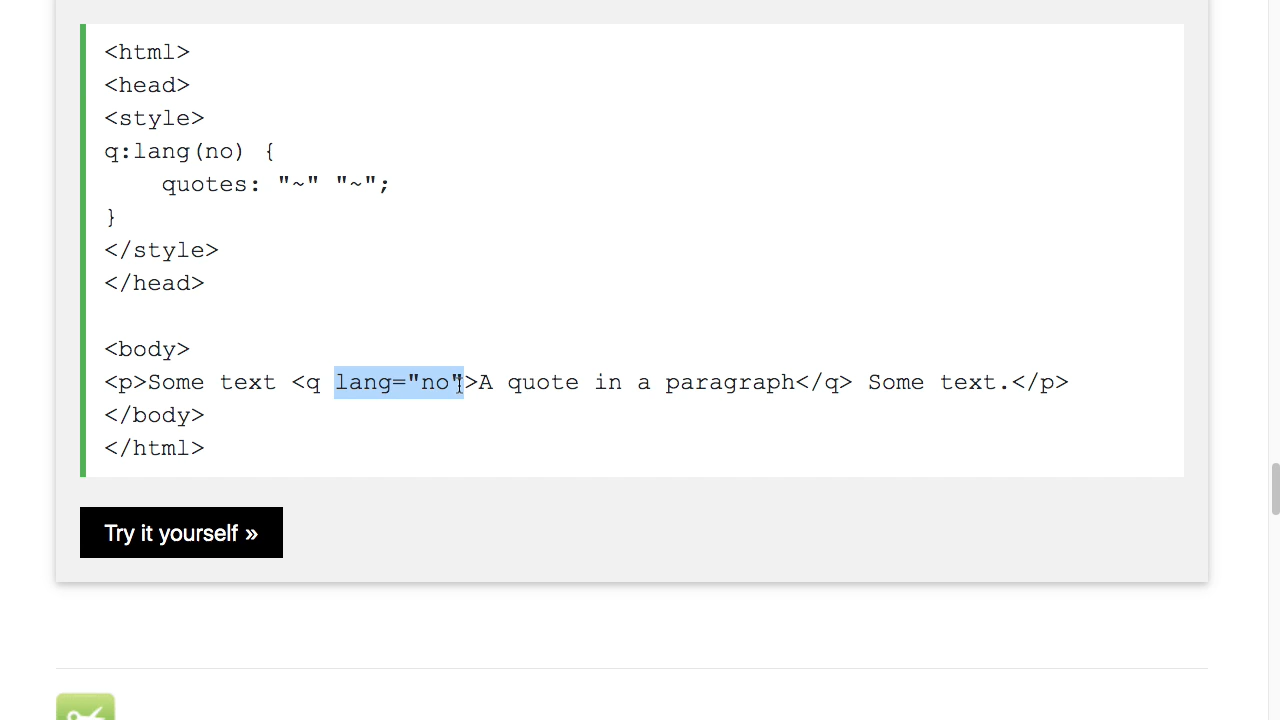 <html>
<head>
<style>
q:lang(no) {
    quotes: "~" "~";
}
</style>
</head>
<body>
<p>Some text <q lang="no">A quote in a paragraph</q> Some text.</p>
</body>
</html>
Try it yourself »